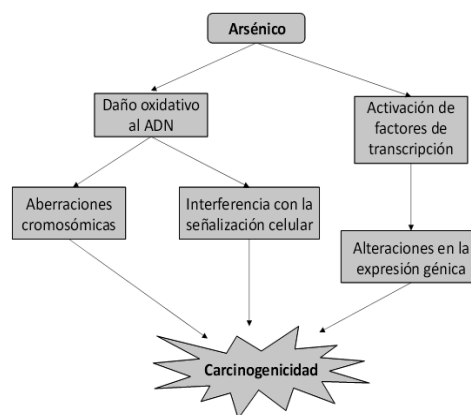 Arsénico
Daño oxidativo
al ADN
Activación de
factores de
transcripción
Aberraciones
cromosómicas
Interferencia con la
señalización celular
Alteraciones en la
expresión génica
Carcinogenicidad